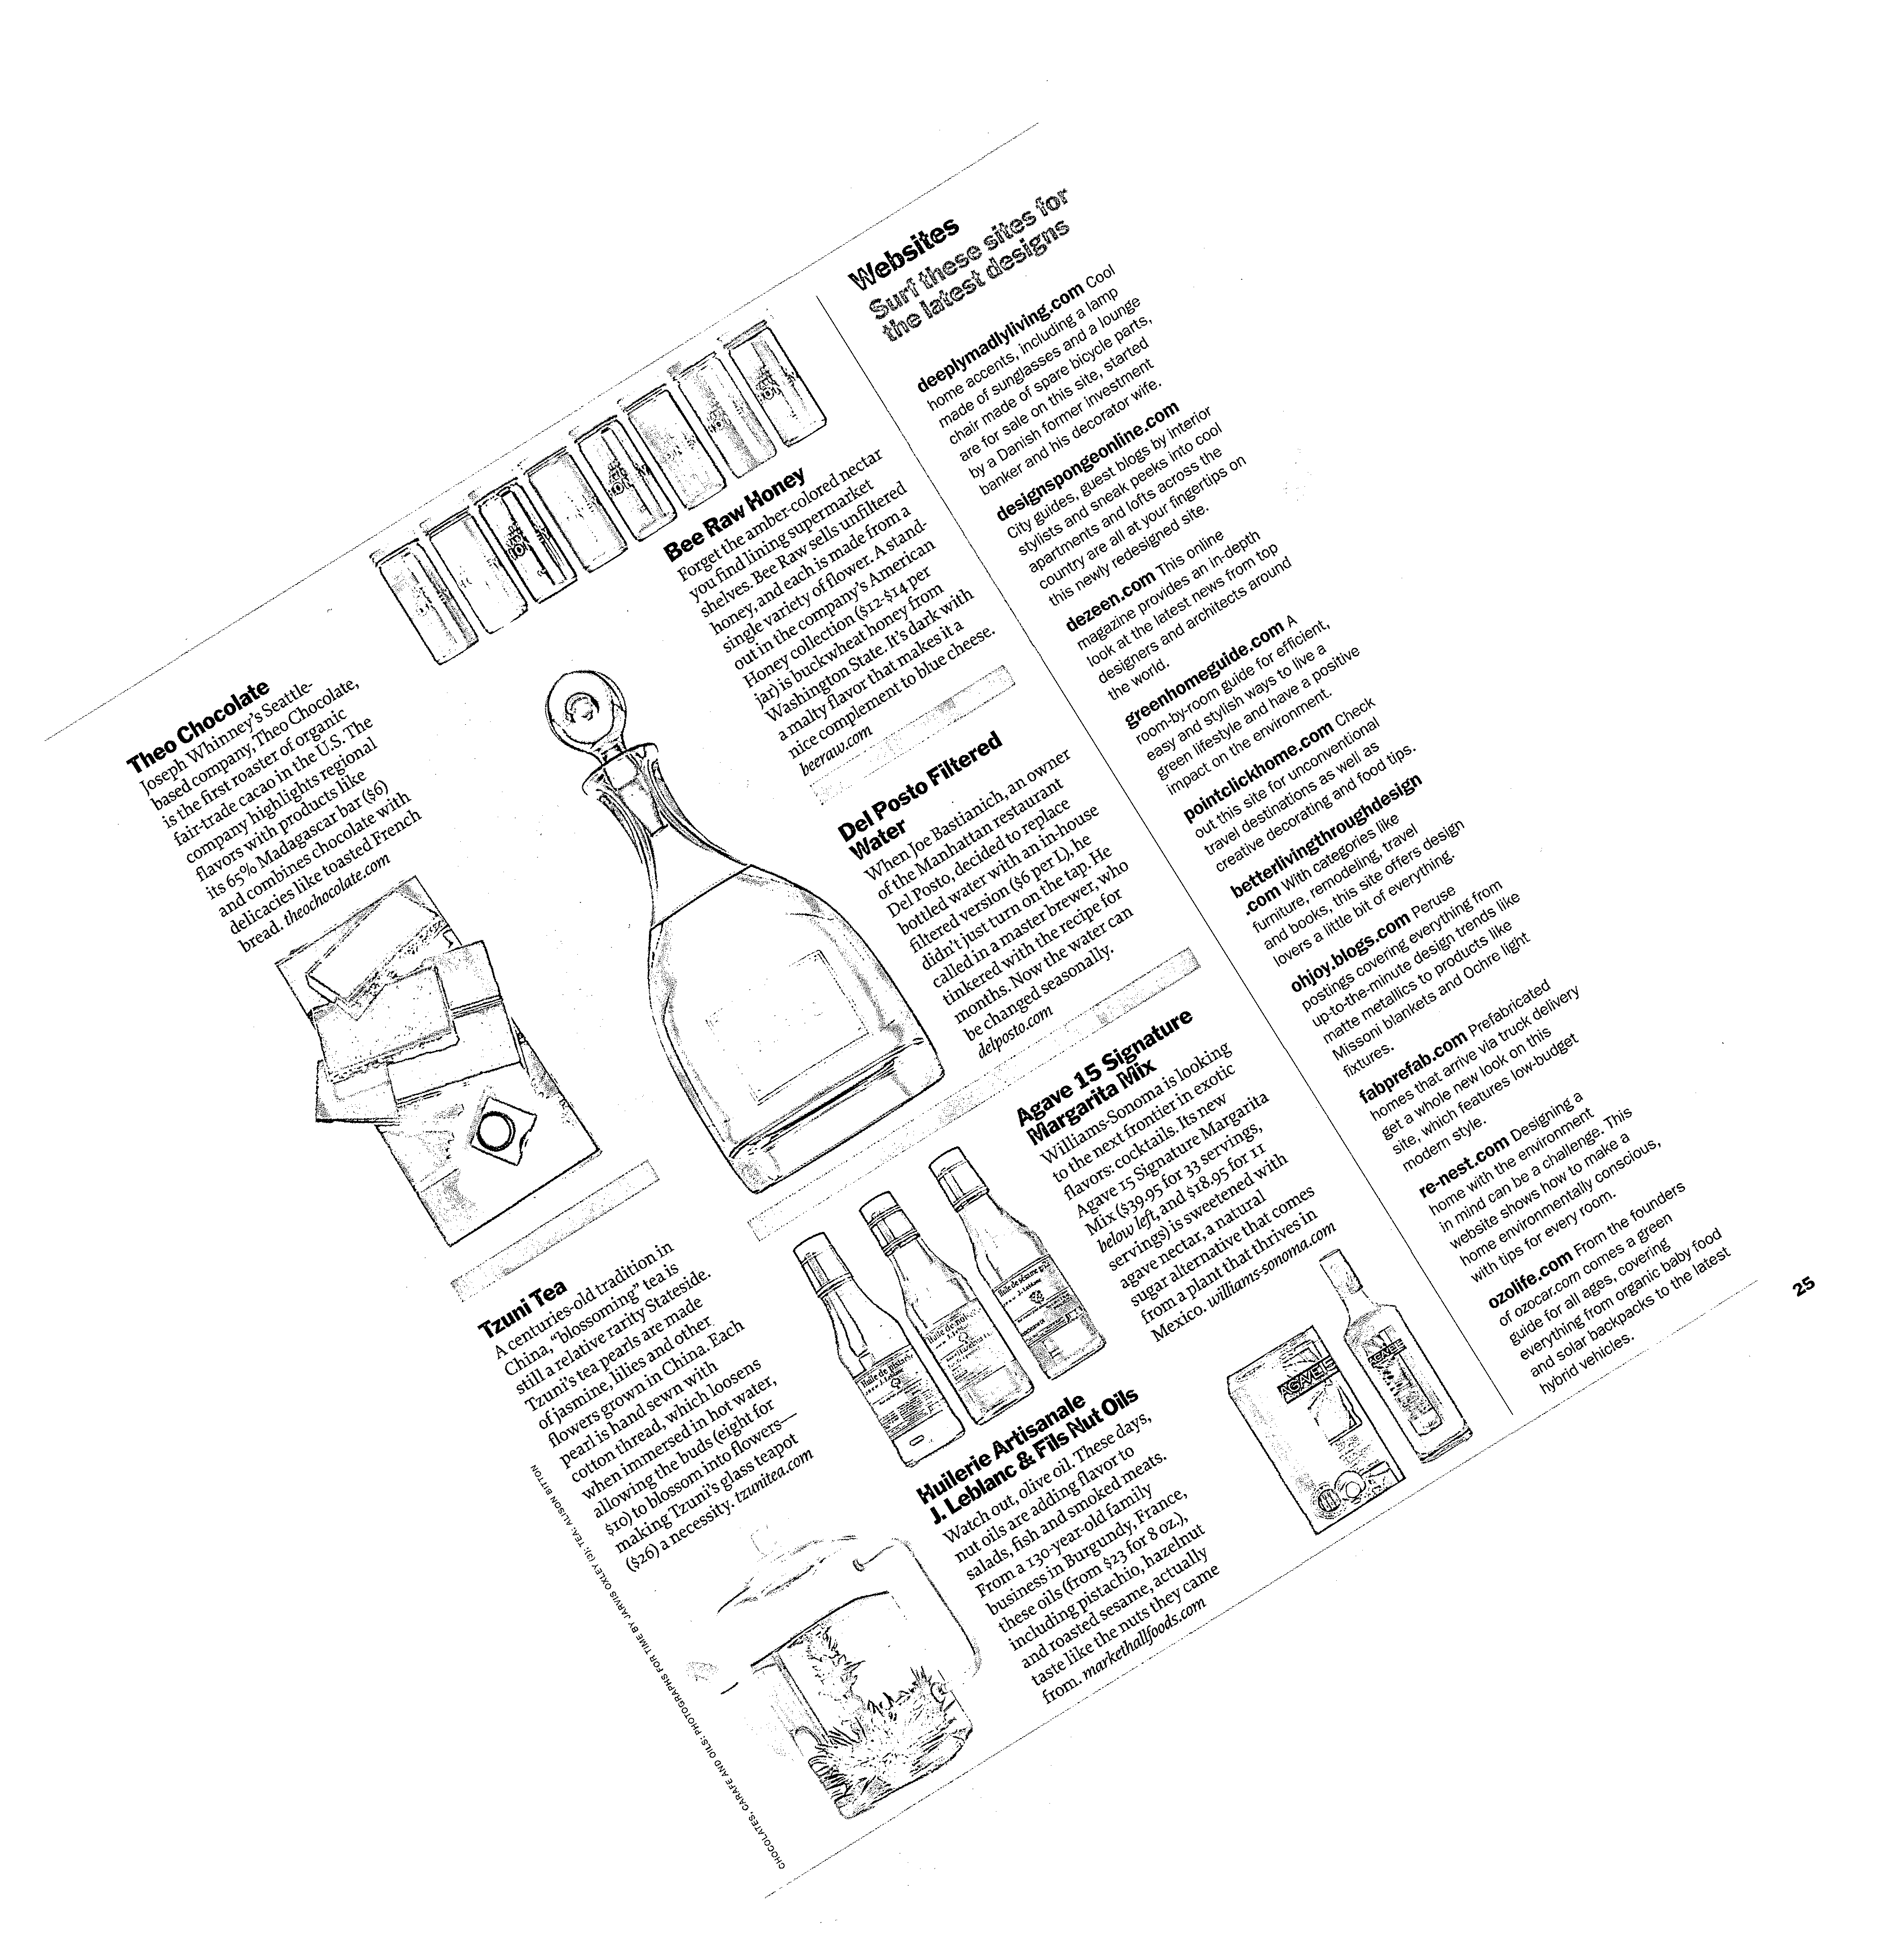 Theo Chocolate
Joseph Whinney's Seattle-
based company, Theo Chocolate,
is the first roaster of organic
fair-trade cacao in the U.S. The
company highlights regional
flavors with products like
its 65% Madagascar bar ($6)
and combines chocolate with
delicacies like toasted French
bread. theochocolate.com
Tzuni Tea
A centuries-old tradition in
China, “blossoming” tea is
still a relative rarity Stateside.
Tzuni's tea pearls are made
of jasmine, lilies and other
flowers grown in China. Each
pearl is hand sewn with
cotton thread, which loosens
when immersed in hot water,
allowing the buds (eight for
$10) to blossom into flowers—
making Tzuni's glass teapot
($26) a necessity. tzunitea.com
CHOCOLATES, CARAFE AND OILS: PHOTOGRAPHS FOR TIME BY JARVIS OXLEY (3); TEA: ALISON BITTON
Bee Raw Honey
Forget the amber-colored nectar
you find lining supermarket
shelves. Bee Raw sells unfiltered
honey, and each is made from a
single variety of flower. A stand-
out in the company's American
Honey collection ($12-$14 per
jar) is buckwheat honey from
Washington State. It's dark with
a malty flavor that makes it a
nice complement to blue cheese.
beeraw.com
Del Posto Filtered
Water
When Joe Bastianich, an owner
of the Manhattan restaurant
Del Posto, decided to replace
bottled water with an in-house
filtered version ($6 per L), he
didn't just turn on the tap. He
called in a master brewer, who
tinkered with the recipe for
months. Now the water can
be changed seasonally.
delposto.com
Agave 15 Signature
Margarita Mix
Williams-Sonoma is looking
to the next frontier in exotic
flavors: cocktails. Its new
Agave 15 Signature Margarita
Mix ($39.95 for 33 servings,
below left, and $18.95 for 11
servings) is sweetened with
agave nectar, a natural
sugar alternative that comes
from a plant that thrives in
Mexico. williams-sonoma.com
AGAVE 15
Huile de Pistache
J. Leblanc
Huile de Noisette
Huile de Sésame grillé
J. Leblanc
Huilerie Artisanale
J. Leblanc & Fils Nut Oils
Watch out, olive oil. These days,
nut oils are adding flavor to
salads, fish and smoked meats.
From a 130-year-old family
business in Burgundy, France,
these oils (from $23 for 8 oz.),
including pistachio, hazelnut
and roasted sesame, actually
taste like the nuts they came
from. markethallfoods.com
Websites
Surf these sites for
the latest designs
deeplymadlyliving.com Cool
home accents, including a lamp
made of sunglasses and a lounge
chair made of spare bicycle parts,
are for sale on this site, started
by a Danish former investment
banker and his decorator wife.
designspongeonline.com
City guides, guest blogs by interior
stylists and sneak peeks into cool
apartments and lofts across the
country are all at your fingertips on
this newly redesigned site.
dezeen.com This online
magazine provides an in-depth
look at the latest news from top
designers and architects around
the world.
greenhomeguide.com A
room-by-room guide for efficient,
easy and stylish ways to live a
green lifestyle and have a positive
impact on the environment.
pointclickhome.com Check
out this site for unconventional
travel destinations as well as
creative decorating and food tips.
betterlivingthroughdesign
.com With categories like
furniture, remodeling, travel
and books, this site offers design
lovers a little bit of everything.
ohjoy.blogs.com Peruse
postings covering everything from
up-to-the-minute design trends like
matte metallics to products like
Missoni blankets and Ochre light
fixtures.
fabprefab.com Prefabricated
homes that arrive via truck delivery
get a whole new look on this
site, which features low-budget
modern style.
re-nest.com Designing a
home with the environment
in mind can be a challenge. This
website shows how to make a
home environmentally conscious,
with tips for every room.
ozolife.com From the founders
of ozocar.com comes a green
guide for all ages, covering
everything from organic baby food
and solar backpacks to the latest
hybrid vehicles.
25